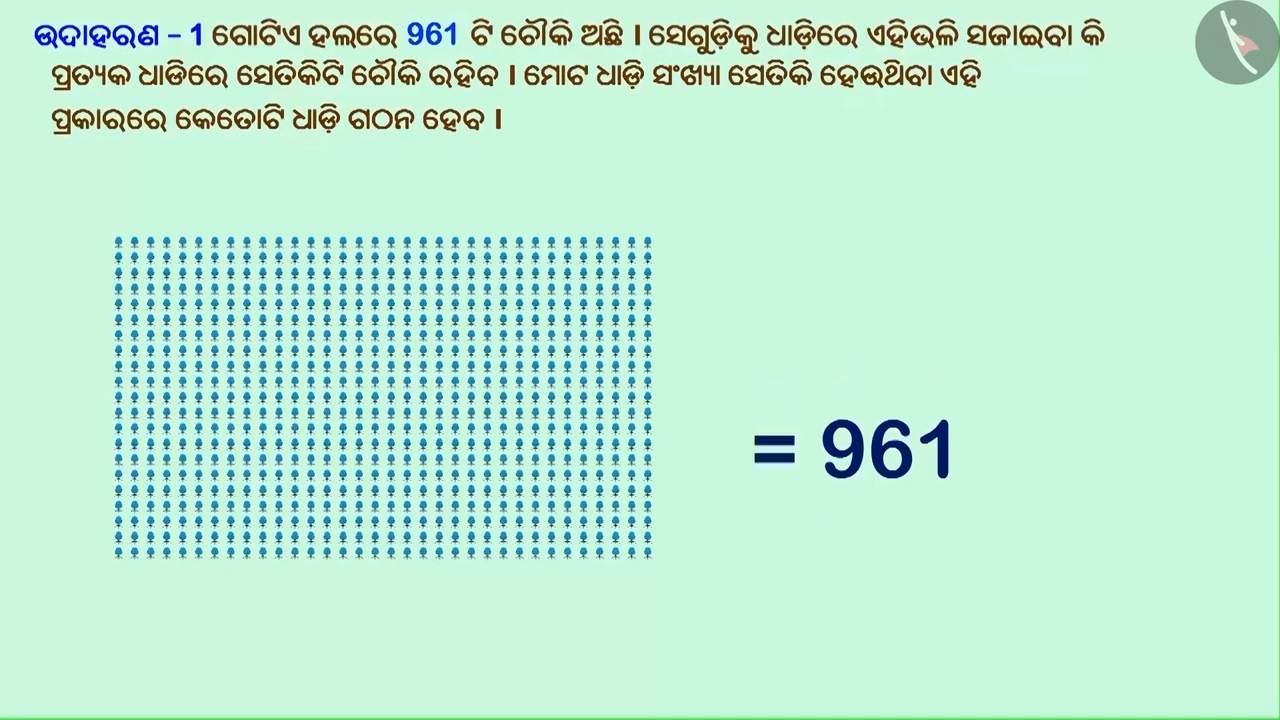 ଉଦାହରଣ - 1 ଗୋଟିଏ ହଲରେ 961 ଟି ଚୌକି ଅଛି । ସେଗୁଡ଼ିକୁ ଧାଡ଼ିରେ ଏହିଭଳି ସଜାଇବା କି
ପ୍ରତ୍ୟକ ଧାଡିରେ ସେତିକିଟି ଚୌକି ରହିବ । ମୋଟ ଧାଡ଼ି ସଂଖ୍ୟା ସେତିକି ହେଉଥିବା ଏହି
ପ୍ରକାରରେ କେତୋଟି ଧାଡ଼ି ଗଠନ ହେବ ।
= 961